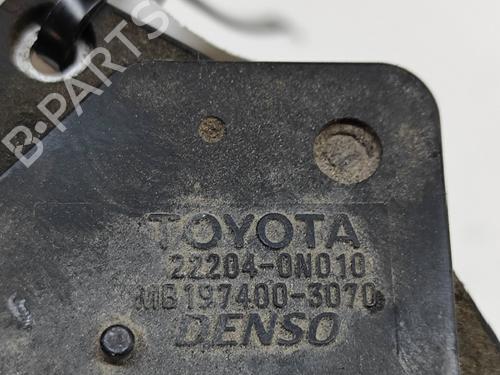 B-PARTS
TOYOTA
22204-0N010
MB197400-3070
DENSO